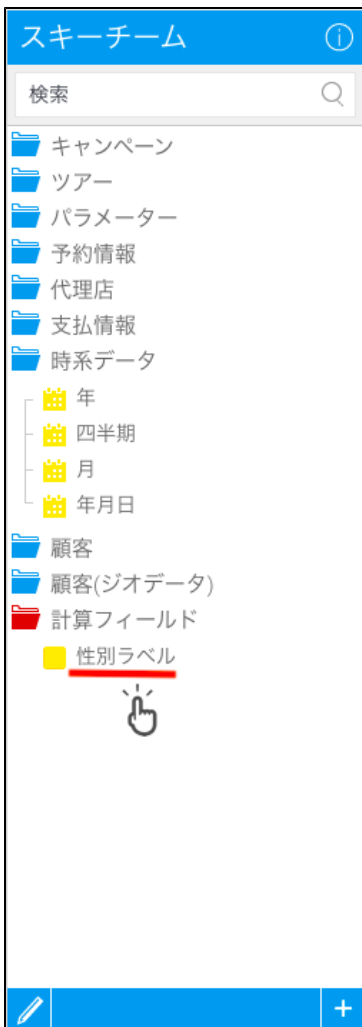 スキーチーム
検索
キャンペーン
ツアー
パラメーター
予約情報
代理店
支払情報
時系データ
年
四半期
月
年月日
顧客
顧客(ジオデータ)
計算フィールド
性別ラベル